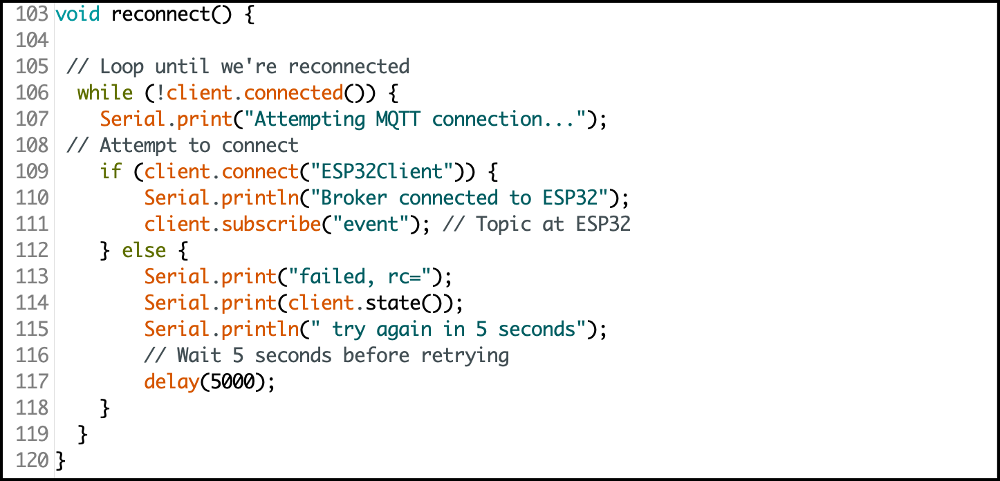 103 void reconnect() {
104
105 // Loop until we're reconnected
106 while (!client.connected()) {
107 Serial.print("Attempting MQTT connection...");
108 // Attempt to connect
109 if (client.connect("ESP32Client")) {
110 Serial.println("Broker connected to ESP32");
111 client.subscribe("event"); // Topic at ESP32
112 } else {
113 Serial.print("failed, rc=");
114 Serial.print(client.state());
115 Serial.println(" try again in 5 seconds");
116 // Wait 5 seconds before retrying
117 delay(5000);
118 }
119 }
120 }